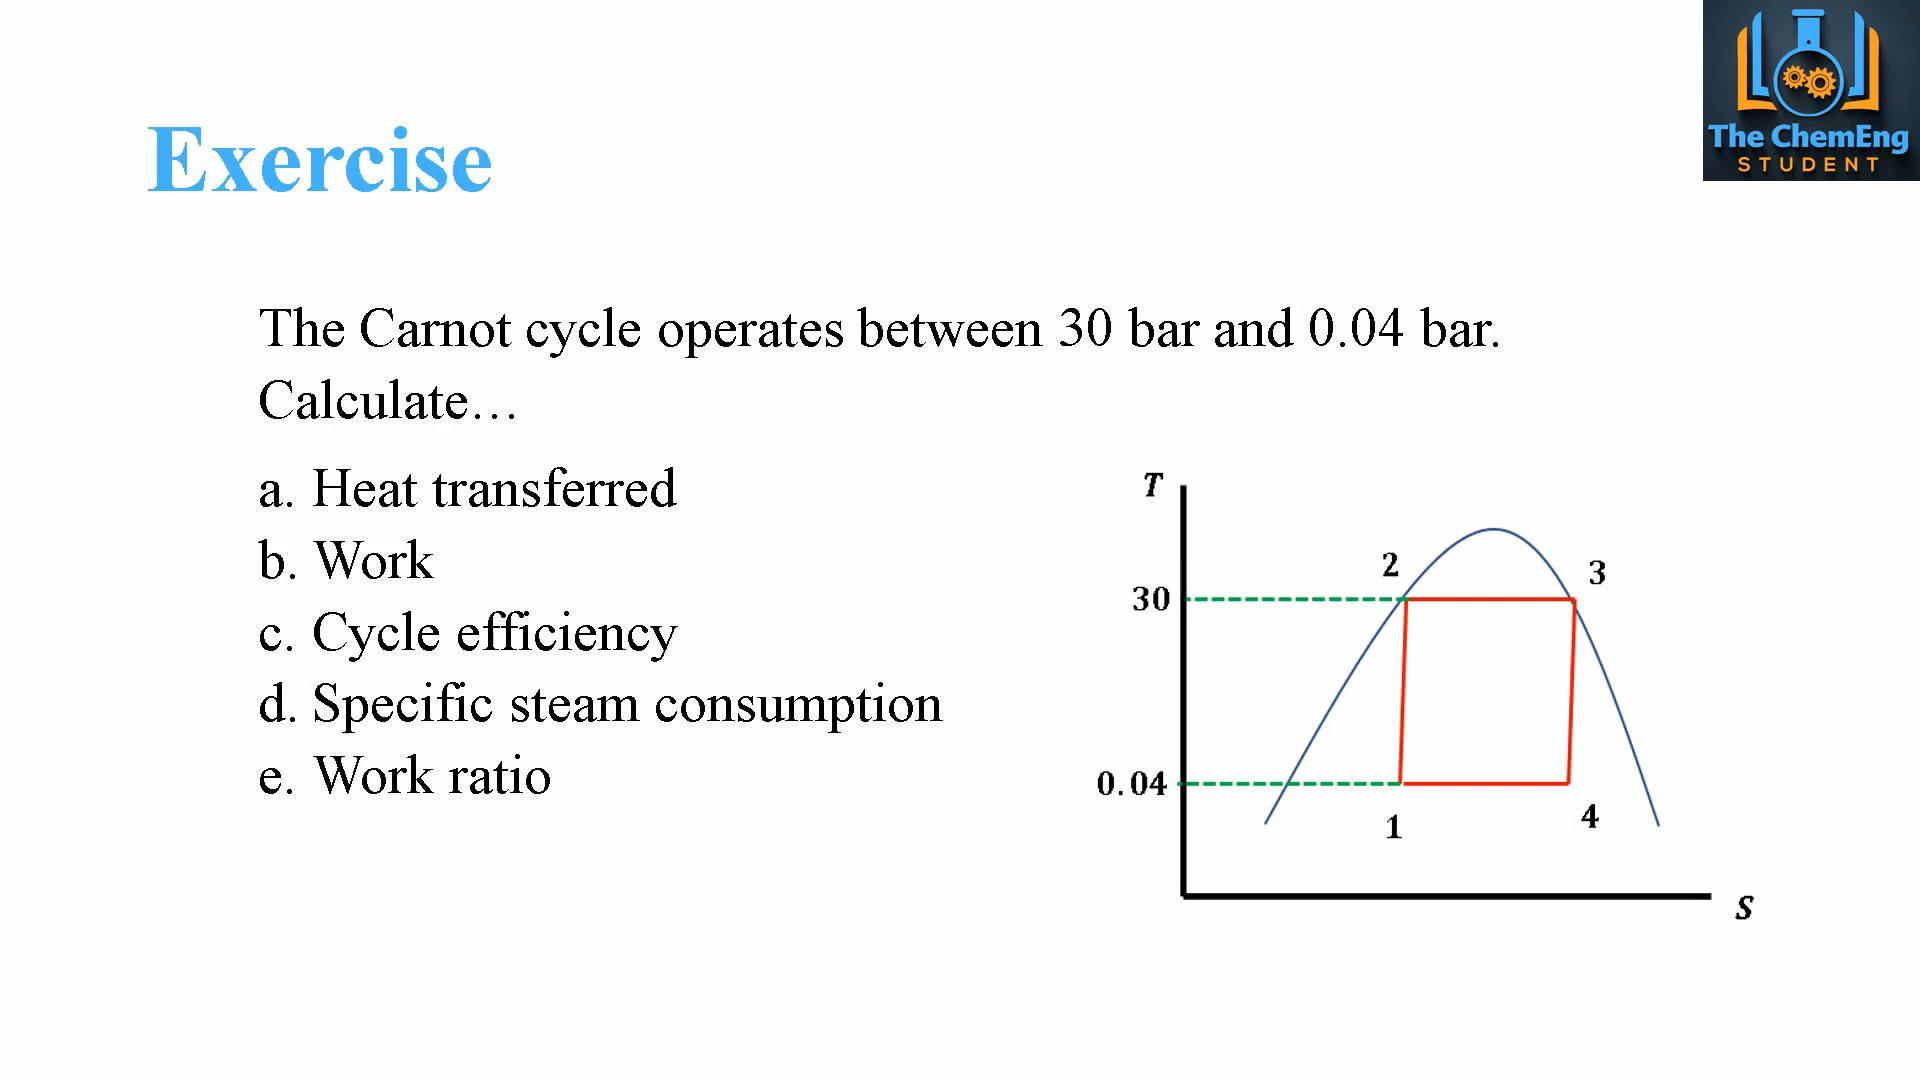 The ChemEng
STUDENT
Exercise
The Carnot cycle operates between 30 bar and 0.04 bar.
Calculate…
a. Heat transferred
b. Work
c. Cycle efficiency
d. Specific steam consumption
e. Work ratio
T
2
3
30
0.04
1
4
S